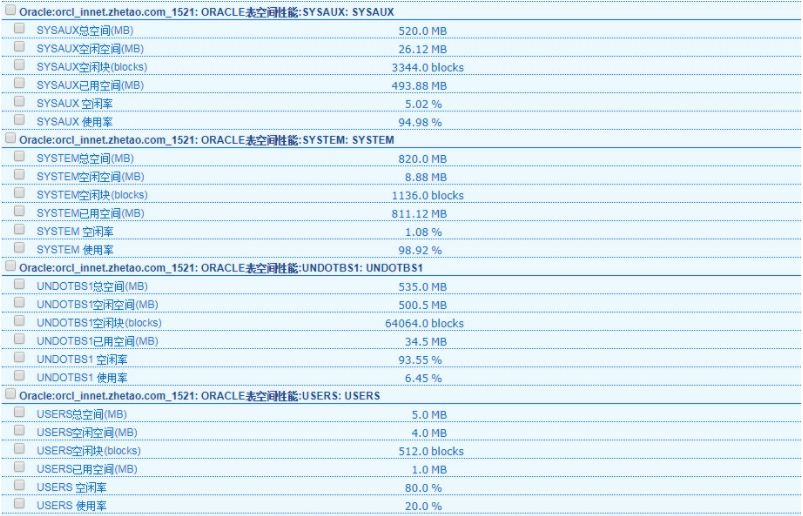 Oracle:orcl_innet.zhetao.com_1521: ORACLE表空间性能:SYSAUX: SYSAUX
SYSAUX总空间(MB) 520.0 MB
SYSAUX空闲空间(MB) 26.12 MB
SYSAUX空闲块(blocks) 3344.0 blocks
SYSAUX已用空间(MB) 493.88 MB
SYSAUX 空闲率 5.02 %
SYSAUX 使用率 94.98 %
Oracle:orcl_innet.zhetao.com_1521: ORACLE表空间性能:SYSTEM: SYSTEM
SYSTEM总空间(MB) 820.0 MB
SYSTEM空闲空间(MB) 8.88 MB
SYSTEM空闲块(blocks) 1136.0 blocks
SYSTEM已用空间(MB) 811.12 MB
SYSTEM 空闲率 1.08 %
SYSTEM 使用率 98.92 %
Oracle:orcl_innet.zhetao.com_1521: ORACLE表空间性能:UNDOTBS1: UNDOTBS1
UNDOTBS1总空间(MB) 535.0 MB
UNDOTBS1空闲空间(MB) 500.5 MB
UNDOTBS1空闲块(blocks) 64064.0 blocks
UNDOTBS1已用空间(MB) 34.5 MB
UNDOTBS1 空闲率 93.55 %
UNDOTBS1 使用率 6.45 %
Oracle:orcl_innet.zhetao.com_1521: ORACLE表空间性能:USERS: USERS
USERS总空间(MB) 5.0 MB
USERS空闲空间(MB) 4.0 MB
USERS空闲块(blocks) 512.0 blocks
USERS已用空间(MB) 1.0 MB
USERS 空闲率 80.0 %
USERS 使用率 20.0 %